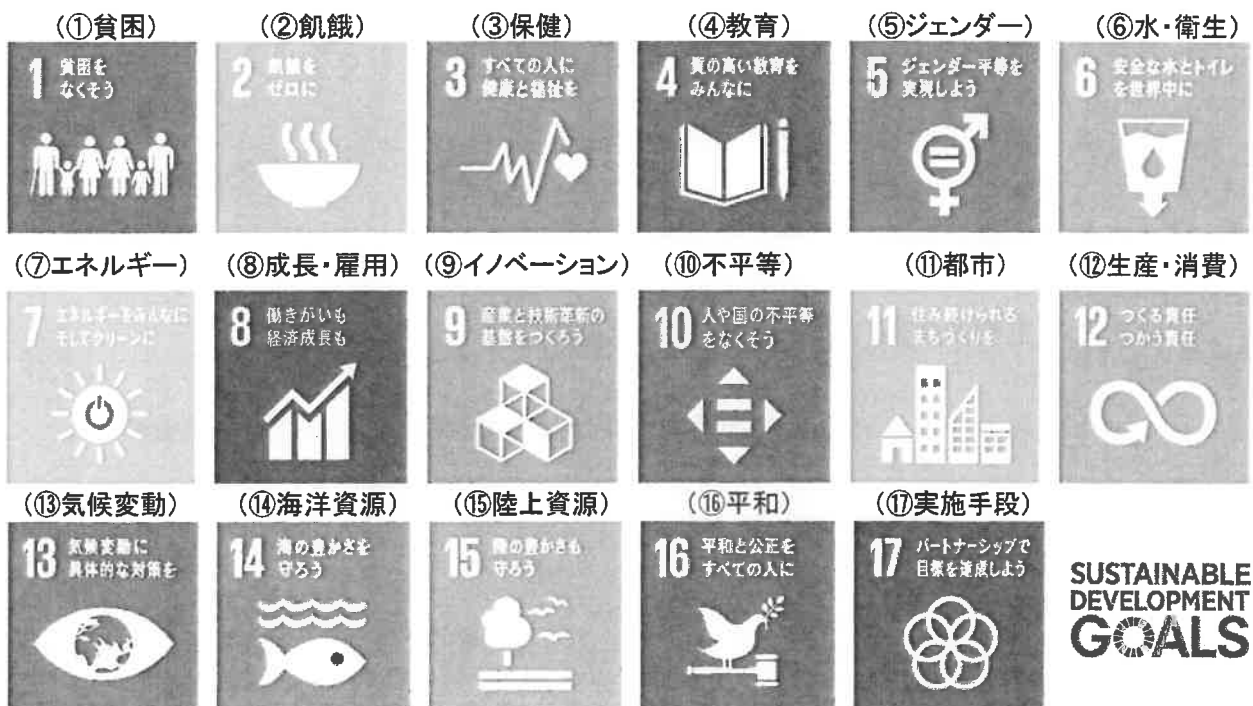 (①貧困) (②飢餓) (③保健) (④教育) (⑤ジェンダー) (⑥水・衛生)
1 貧困を
なくそう
2 飢餓を
ゼロに
3 すべての人に
健康と福祉を
4 質の高い教育を
みんなに
5 ジェンダー平等を
実現しよう
6 安全な水とトイレ
を世界中に
(⑦エネルギー) (⑧成長・雇用) (⑨イノベーション) (⑩不平等) (⑪都市) (⑫生産・消費)
7 エネルギーをみんなに
そしてクリーンに
8 働きがいも
経済成長も
9 産業と技術革新の
基盤をつくろう
10 人や国の不平等
をなくそう
11 住み続けられる
まちづくりを
12 つくる責任
つかう責任
(⑬気候変動) (⑭海洋資源) (⑮陸上資源) (⑯平和) (⑰実施手段)
13 気候変動に
具体的な対策を
14 海の豊かさを
守ろう
15 陸の豊かさも
守ろう
16 平和と公正を
すべての人に
17 パートナーシップで
目標を達成しよう
SUSTAINABLE
DEVELOPMENT
GOALS